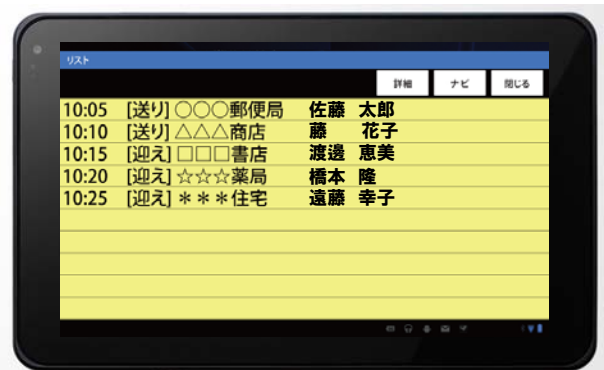 リスト
詳細 ナビ 閉じる
10:05 [送り] ○○○郵便局 佐藤 太郎
10:10 [送り] △△△商店 藤 花子
10:15 [迎え] □□□書店 渡邊 恵美
10:20 [迎え] ☆☆☆薬局 橋本 隆
10:25 [迎え] ＊＊＊住宅 遠藤 幸子